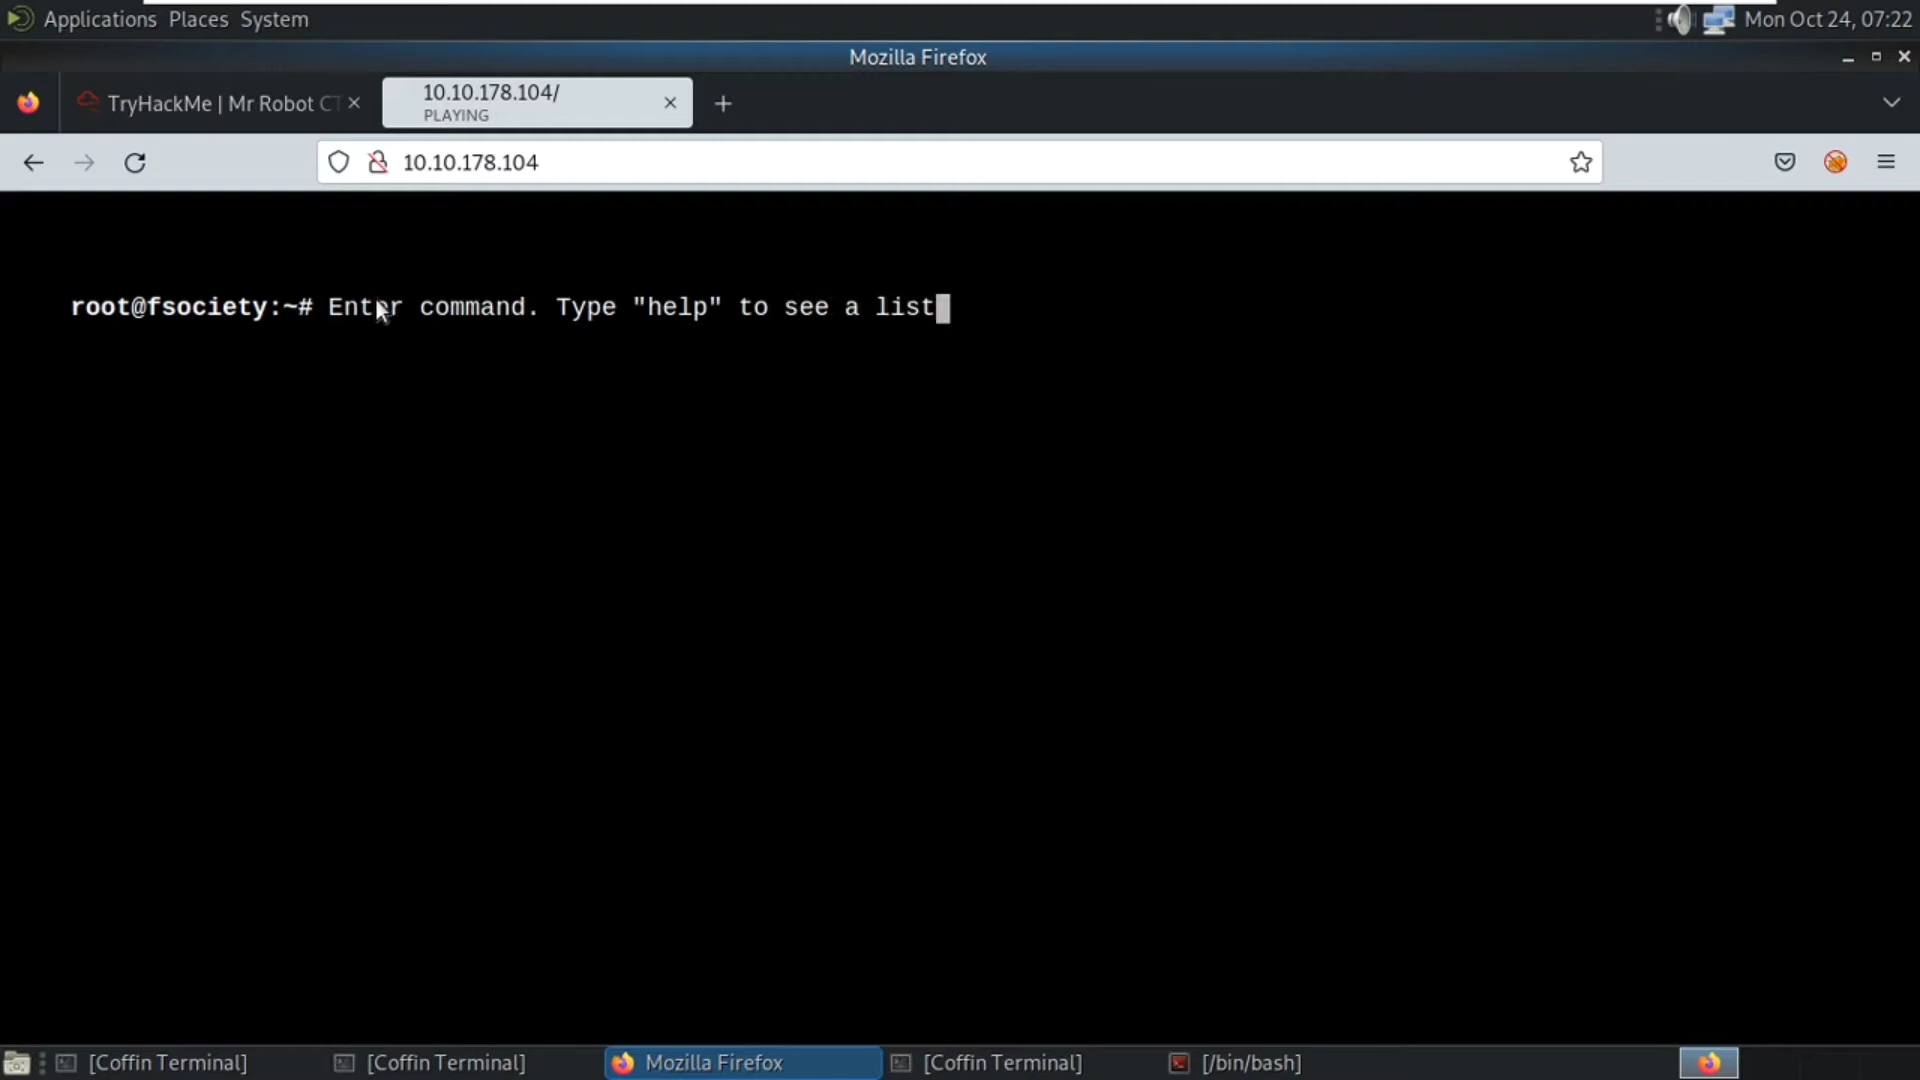 Applications Places System
Mon Oct 24, 07:22
Mozilla Firefox
TryHackMe | Mr Robot CT
10.10.178.104/
PLAYING
10.10.178.104
root@fsociety:~# Enter command. Type "help" to see a list
[Coffin Terminal]
[Coffin Terminal]
Mozilla Firefox
[Coffin Terminal]
[/bin/bash]